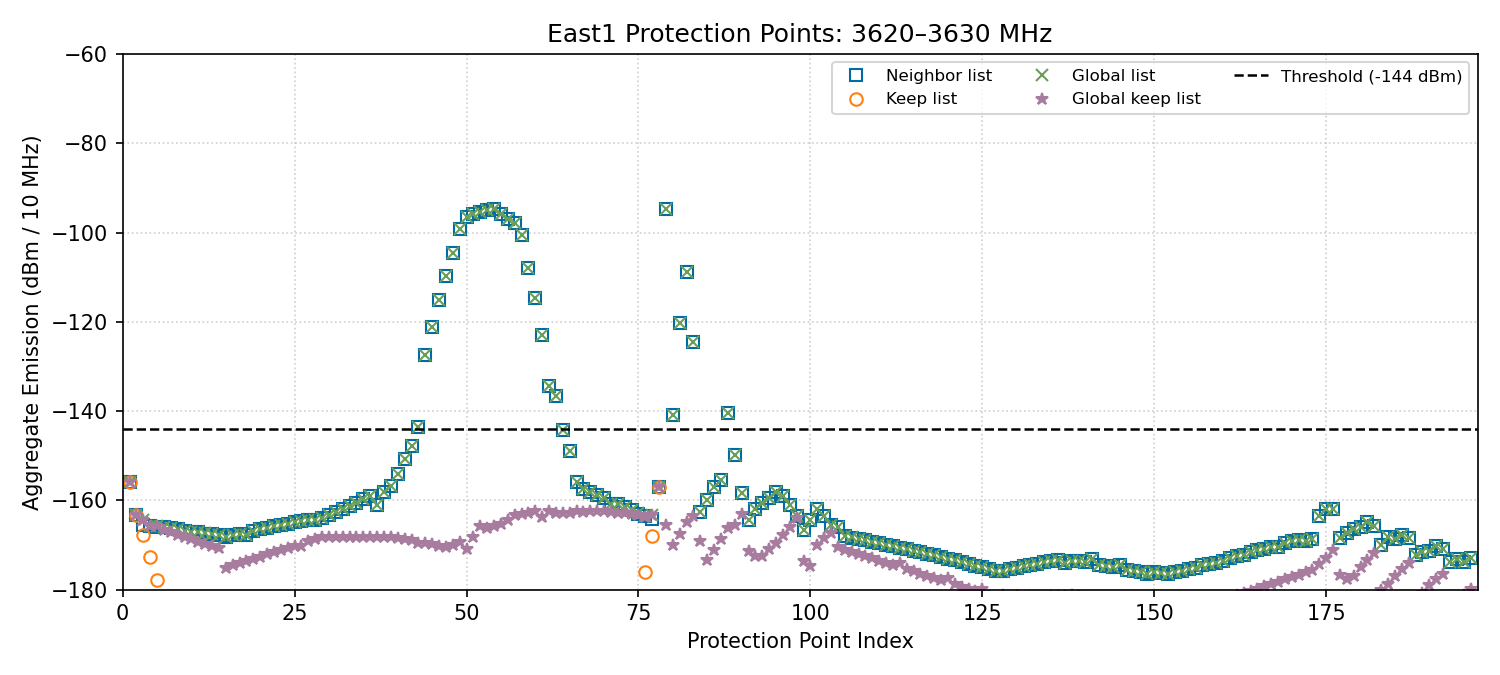 East1 Protection Points: 3620–3630 MHz
Aggregate Emission (dBm / 10 MHz)
−60
−80
−100
−120
−140
−160
−180
Neighbor list
Keep list
Global list
Global keep list
Threshold (-144 dBm)
0 25 50 75 100 125 150 175
Protection Point Index